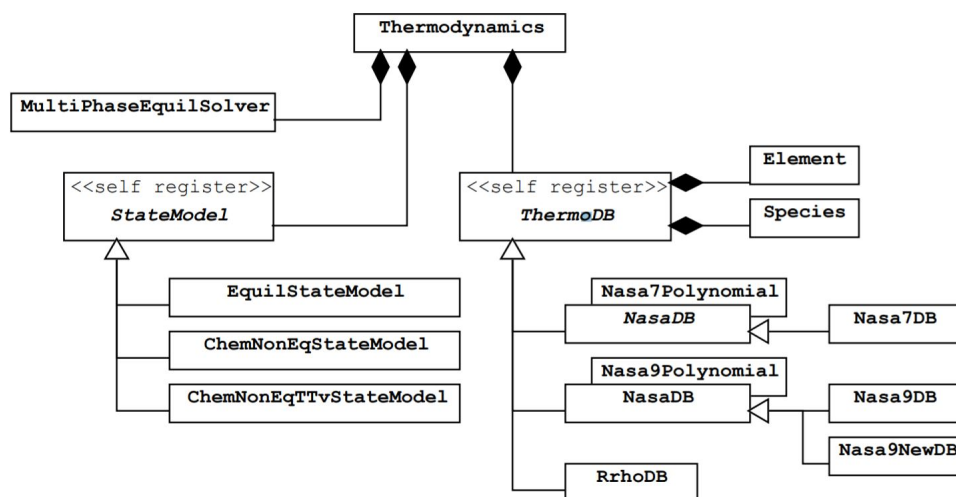 Thermodynamics
MultiPhaseEquilSolver
<<self register>>
StateModel
<<self register>>
ThermoDB
Element
Species
EquilStateModel
ChemNonEqStateModel
ChemNonEqTTvStateModel
Nasa7Polynomial
NasaDB
Nasa7DB
Nasa9Polynomial
NasaDB
Nasa9DB
Nasa9NewDB
RrhoDB